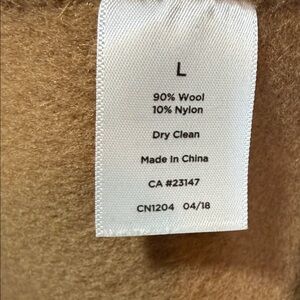 L
90% Wool
10% Nylon
Dry Clean
Made In China
CA #23147
CN1204 04/18